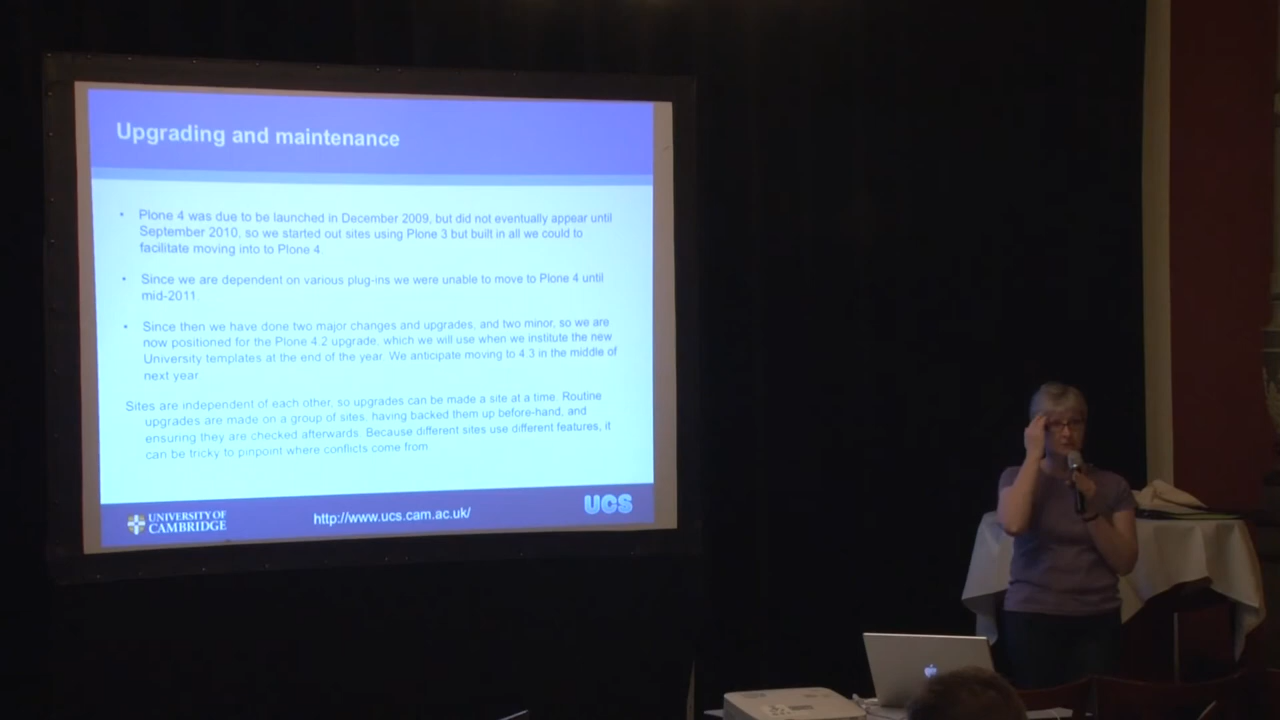 Upgrading and maintenance
• Plone 4 was due to be launched in December 2009, but did not eventually appear until
September 2010, so we started out sites using Plone 3 but built in all we could to
facilitate moving into to Plone 4.
• Since we are dependent on various plug-ins we were unable to move to Plone 4 until
mid-2011
• Since then we have done two major changes and upgrades, and two minor, so we are
now positioned for the Plone 4.2 upgrade, which we will use when we institute the new
University templates at the end of the year. We anticipate moving to 4.3 in the middle of
next year.
Sites are independent of each other, so upgrades can be made a site at a time. Routine
upgrades are made on a group of sites, having backed them up before-hand, and
ensuring they are checked afterwards. Because different sites use different features, it
can be tricky to pinpoint where conflicts come from
UNIVERSITY OF
CAMBRIDGE
http://www.ucs.cam.ac.uk/
UCS